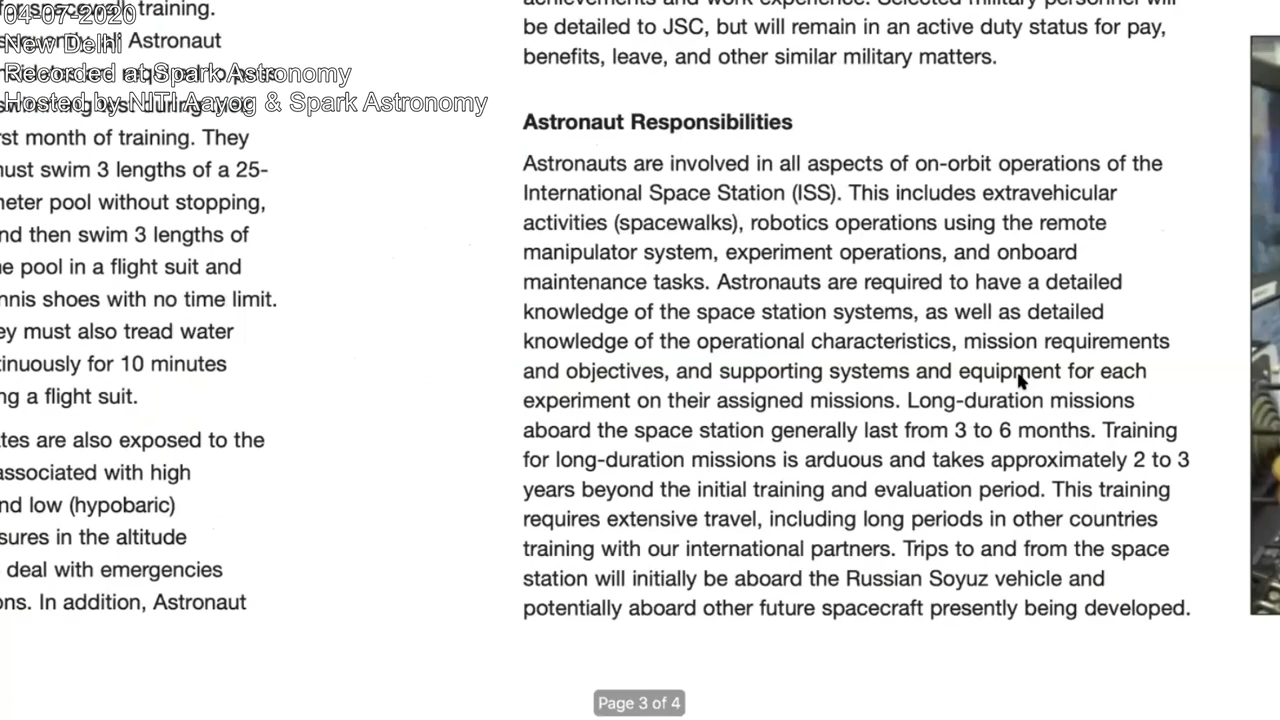 04-07-2020
New Delhi
Recorded at Spark Astronomy
Hosted by NITI Aayog & Spark Astronomy
training.
Astronaut
first month of training. They
must swim 3 lengths of a 25-
meter pool without stopping,
nd then swim 3 lengths of
e pool in a flight suit and
nnis shoes with no time limit.
ey must also tread water
tinuously for 10 minutes
ng a flight suit.
tes are also exposed to the
associated with high
nd low (hypobaric)
sures in the altitude
deal with emergencies
ons. In addition, Astronaut
be detailed to JSC, but will remain in an active duty status for pay,
benefits, leave, and other similar military matters.
Astronaut Responsibilities
Astronauts are involved in all aspects of on-orbit operations of the
International Space Station (ISS). This includes extravehicular
activities (spacewalks), robotics operations using the remote
manipulator system, experiment operations, and onboard
maintenance tasks. Astronauts are required to have a detailed
knowledge of the space station systems, as well as detailed
knowledge of the operational characteristics, mission requirements
and objectives, and supporting systems and equipment for each
experiment on their assigned missions. Long-duration missions
aboard the space station generally last from 3 to 6 months. Training
for long-duration missions is arduous and takes approximately 2 to 3
years beyond the initial training and evaluation period. This training
requires extensive travel, including long periods in other countries
training with our international partners. Trips to and from the space
station will initially be aboard the Russian Soyuz vehicle and
potentially aboard other future spacecraft presently being developed.
Page 3 of 4